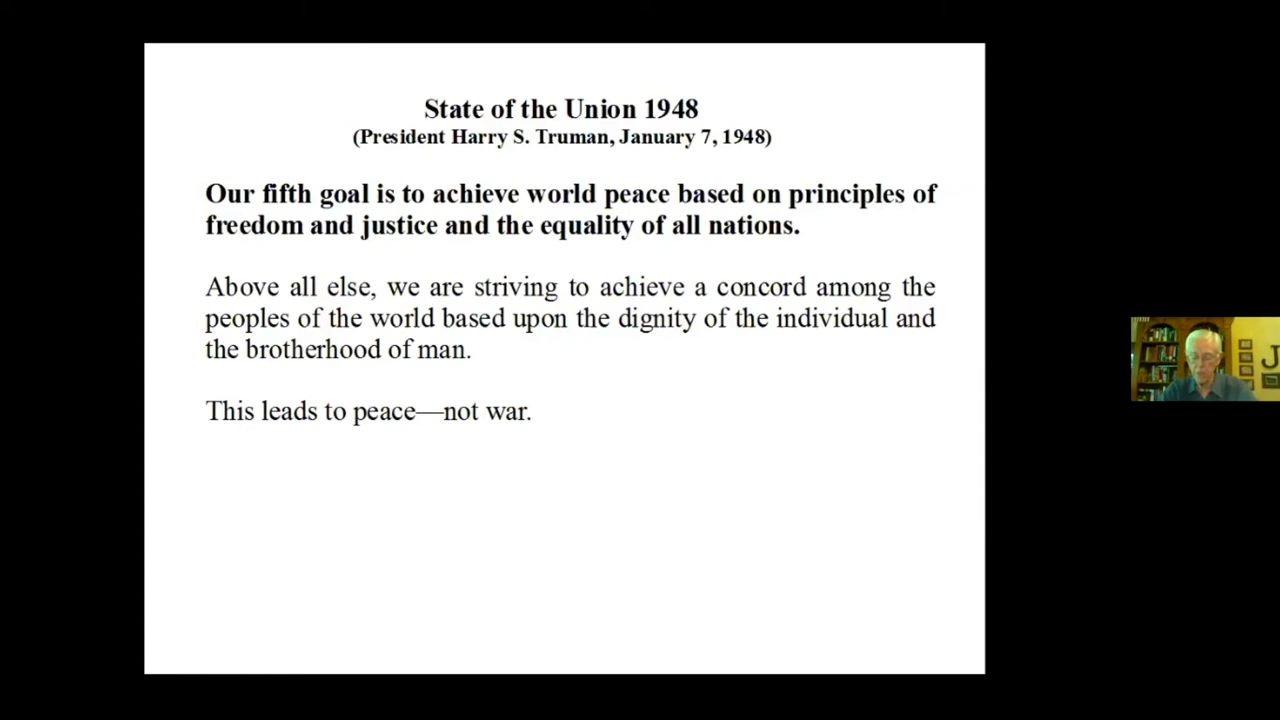 State of the Union 1948
(President Harry S. Truman, January 7, 1948)
Our fifth goal is to achieve world peace based on principles of
freedom and justice and the equality of all nations.
Above all else, we are striving to achieve a concord among the
peoples of the world based upon the dignity of the individual and
the brotherhood of man.
This leads to peace—not war.
J